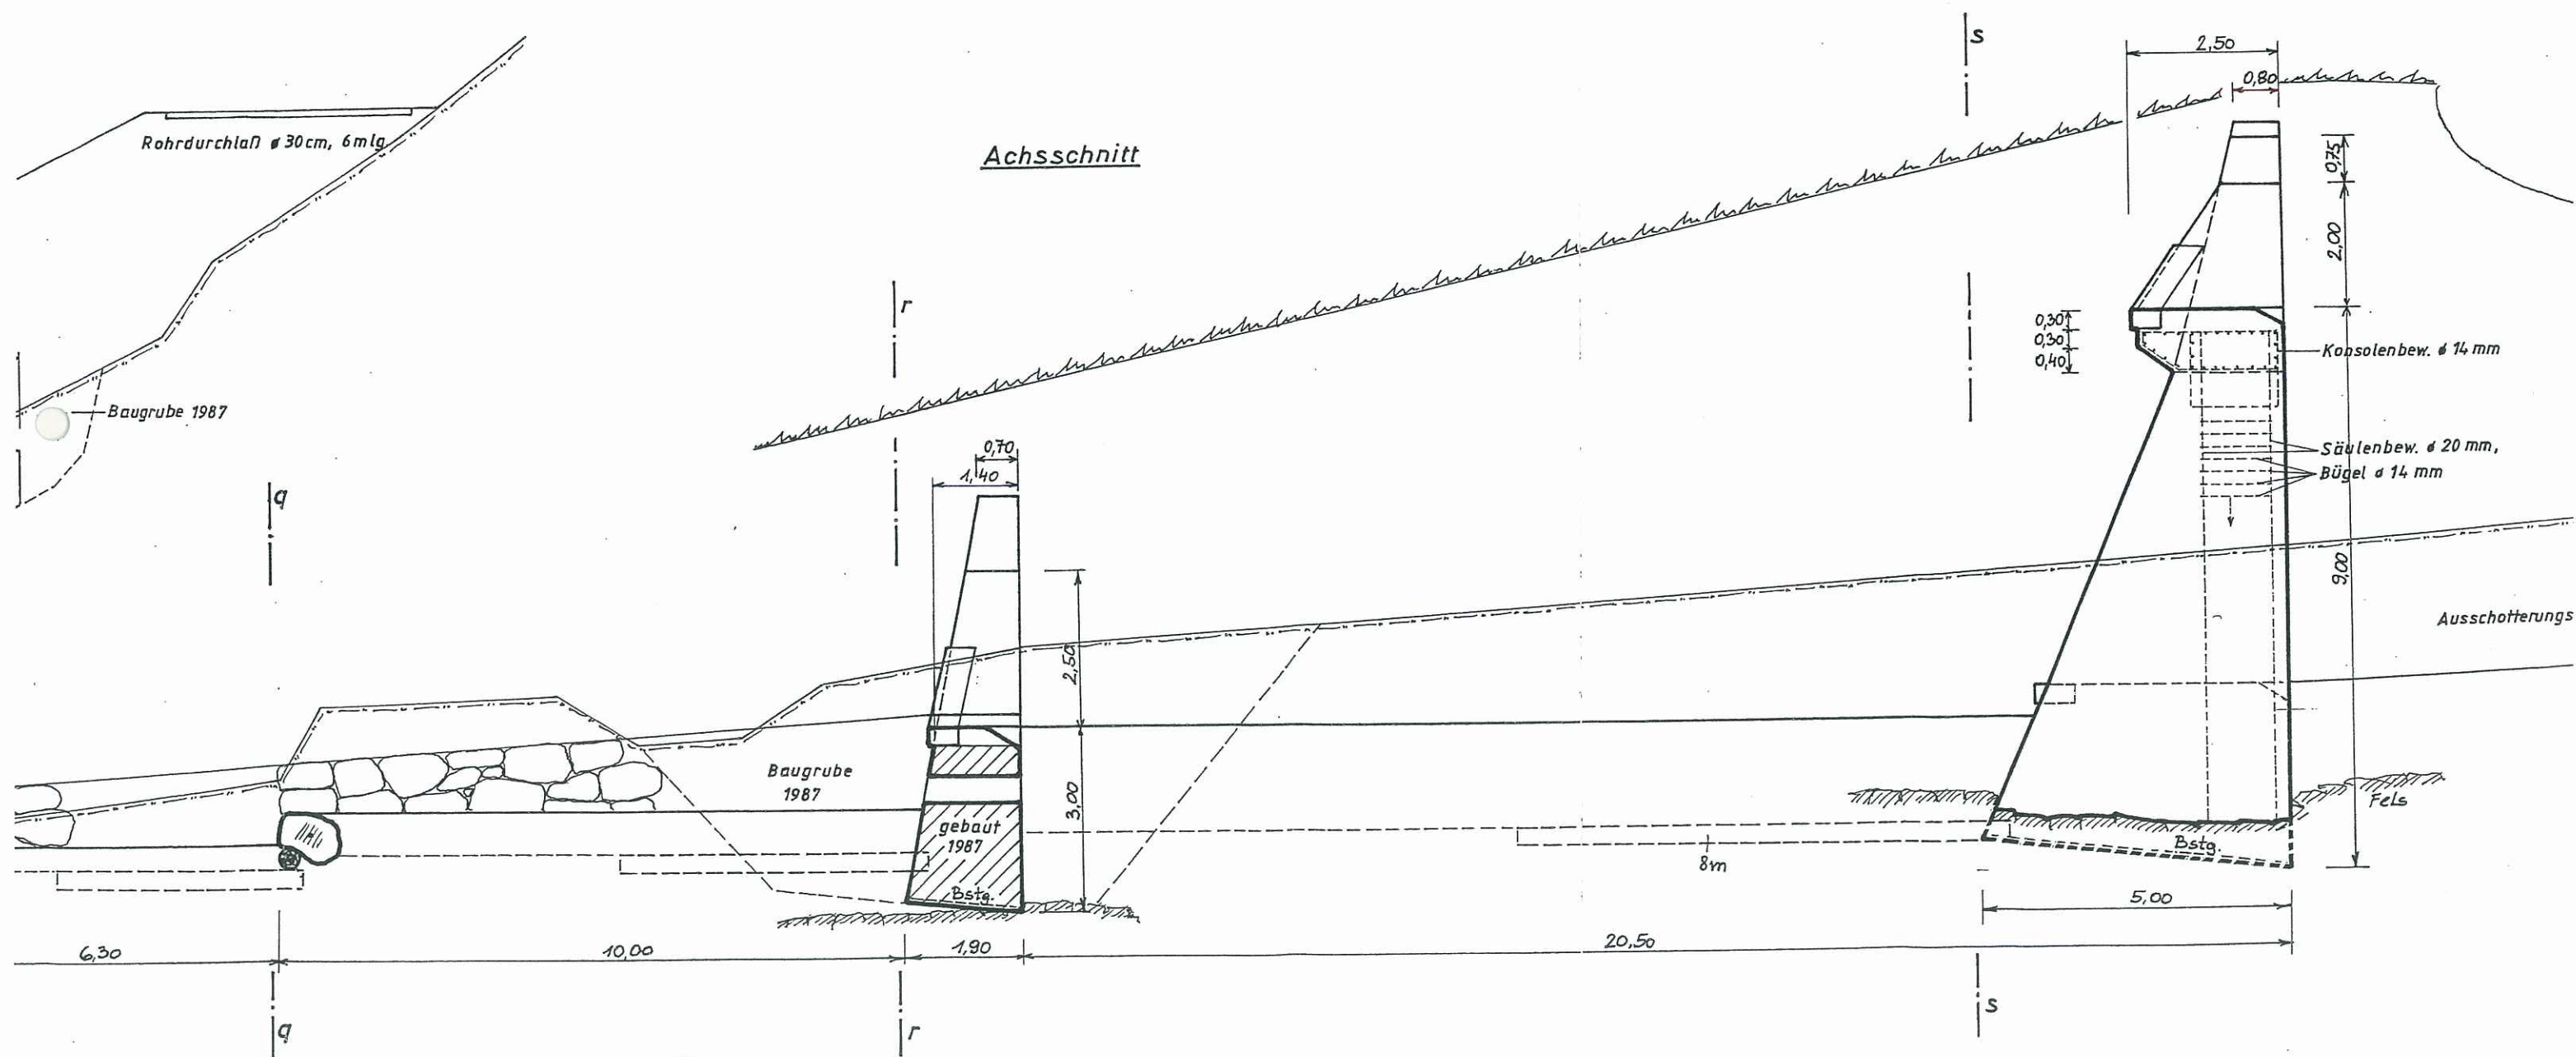 s
2,50
0,80
Rohrdurchlaß ø 30cm, 6mlg.
Achsschnitt
0,75
2,00
r
0,30
0,30
0,40
Konsolenbew. ø 14 mm
Baugrube 1987
0,70
1,40
Säulenbew. ø 20 mm,
Bügel ø 14 mm
q
9,00
Ausschotterungs
2,50
Baugrube
1987
3,00
Fels
gebaut
1987
Bstg.
8m
Bstg.
5,00
6,30
10,00
1,90
20,50
s
q
r